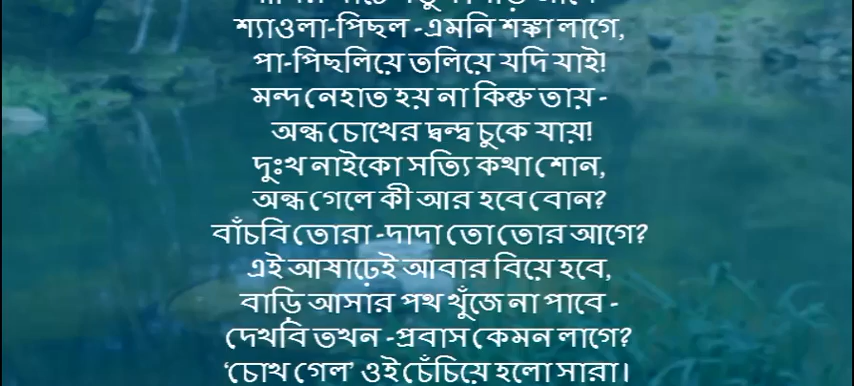 শ্যাওলা-পিছল -এমনি শঙ্কা লাগে,
পা-পিছলিয়ে তলিয়ে যদি যাই!
মন্দ নেহাত হয় না কিন্তু তায় -
অন্ধ চোখের দ্বন্দ্ব চুকে যায়!
দুঃখ নাইকো সত্যি কথা শোন,
অন্ধ গেলে কী আর হবে বোন?
বাঁচবি তোরা -দাদা তো তোর আগে?
এই আষাঢ়েই আবার বিয়ে হবে,
বাড়ি আসার পথ খুঁজে না পাবে -
দেখবি তখন -প্রবাস কেমন লাগে?
‘চোখ গেল’ ওই চেঁচিয়ে হলো সারা।